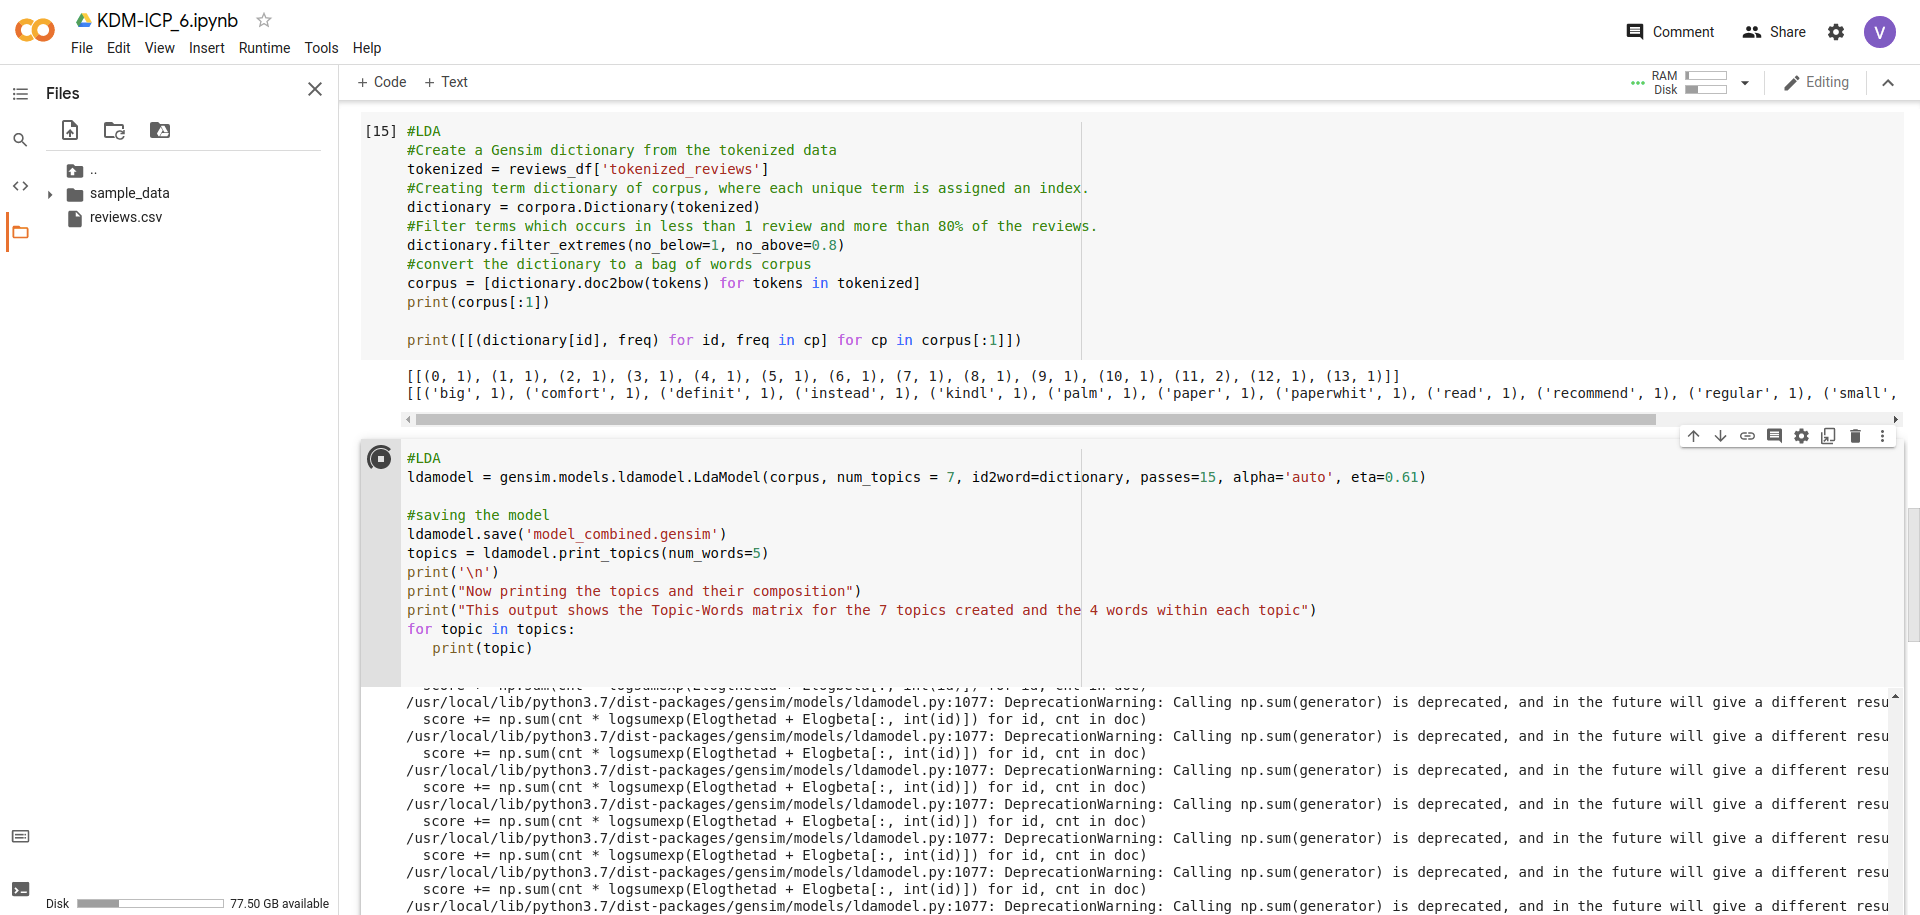 KDM-ICP_6.ipynb
File Edit View Insert Runtime Tools Help
Comment Share V
Files
+ Code + Text
RAM
Disk
Editing
..
sample_data
reviews.csv
[15] #LDA
#Create a Gensim dictionary from the tokenized data
tokenized = reviews_df['tokenized_reviews']
#Creating term dictionary of corpus, where each unique term is assigned an index.
dictionary = corpora.Dictionary(tokenized)
#Filter terms which occurs in less than 1 review and more than 80% of the reviews.
dictionary.filter_extremes(no_below=1, no_above=0.8)
#convert the dictionary to a bag of words corpus
corpus = [dictionary.doc2bow(tokens) for tokens in tokenized]
print(corpus[:1])
print([[(dictionary[id], freq) for id, freq in cp] for cp in corpus[:1]])
[[(0, 1), (1, 1), (2, 1), (3, 1), (4, 1), (5, 1), (6, 1), (7, 1), (8, 1), (9, 1), (10, 1), (11, 2), (12, 1), (13, 1)]]
[[('big', 1), ('comfort', 1), ('definit', 1), ('instead', 1), ('kindl', 1), ('palm', 1), ('paper', 1), ('paperwhit', 1), ('read', 1), ('recommend', 1), ('regular', 1), ('small',
#LDA
ldamodel = gensim.models.ldamodel.LdaModel(corpus, num_topics = 7, id2word=dictionary, passes=15, alpha='auto', eta=0.61)
#saving the model
ldamodel.save('model_combined.gensim')
topics = ldamodel.print_topics(num_words=5)
print('\n')
print("Now printing the topics and their composition")
print("This output shows the Topic-Words matrix for the 7 topics created and the 4 words within each topic")
for topic in topics:
   print(topic)
score += np.sum(cnt * logsumexp(Elogthetad + Elogbeta[:, int(id)]) for id, cnt in doc)
/usr/local/lib/python3.7/dist-packages/gensim/models/ldamodel.py:1077: DeprecationWarning: Calling np.sum(generator) is deprecated, and in the future will give a different resu
score += np.sum(cnt * logsumexp(Elogthetad + Elogbeta[:, int(id)]) for id, cnt in doc)
/usr/local/lib/python3.7/dist-packages/gensim/models/ldamodel.py:1077: DeprecationWarning: Calling np.sum(generator) is deprecated, and in the future will give a different resu
score += np.sum(cnt * logsumexp(Elogthetad + Elogbeta[:, int(id)]) for id, cnt in doc)
/usr/local/lib/python3.7/dist-packages/gensim/models/ldamodel.py:1077: DeprecationWarning: Calling np.sum(generator) is deprecated, and in the future will give a different resu
score += np.sum(cnt * logsumexp(Elogthetad + Elogbeta[:, int(id)]) for id, cnt in doc)
/usr/local/lib/python3.7/dist-packages/gensim/models/ldamodel.py:1077: DeprecationWarning: Calling np.sum(generator) is deprecated, and in the future will give a different resu
score += np.sum(cnt * logsumexp(Elogthetad + Elogbeta[:, int(id)]) for id, cnt in doc)
/usr/local/lib/python3.7/dist-packages/gensim/models/ldamodel.py:1077: DeprecationWarning: Calling np.sum(generator) is deprecated, and in the future will give a different resu
score += np.sum(cnt * logsumexp(Elogthetad + Elogbeta[:, int(id)]) for id, cnt in doc)
/usr/local/lib/python3.7/dist-packages/gensim/models/ldamodel.py:1077: DeprecationWarning: Calling np.sum(generator) is deprecated, and in the future will give a different resu
score += np.sum(cnt * logsumexp(Elogthetad + Elogbeta[:, int(id)]) for id, cnt in doc)
/usr/local/lib/python3.7/dist-packages/gensim/models/ldamodel.py:1077: DeprecationWarning: Calling np.sum(generator) is deprecated, and in the future will give a different resu
Disk 77.50 GB available